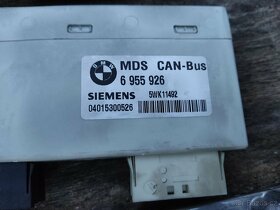 MDS CAN-Bus
6 955 926
SIEMENS 5WK11492
04015300526